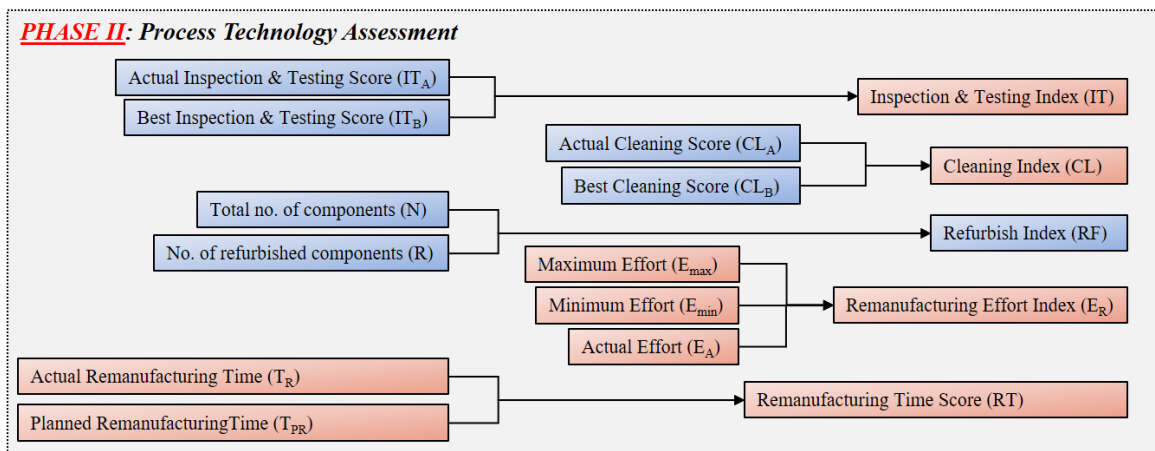 PHASE II: Process Technology Assessment
Actual Inspection & Testing Score (ITA)
Best Inspection & Testing Score (ITB)
Inspection & Testing Index (IT)
Actual Cleaning Score (CLA)
Best Cleaning Score (CLB)
Cleaning Index (CL)
Total no. of components (N)
No. of refurbished components (R)
Refurbish Index (RF)
Maximum Effort (Emax)
Minimum Effort (Emin)
Actual Effort (EA)
Remanufacturing Effort Index (ER)
Actual Remanufacturing Time (TR)
Planned RemanufacturingTime (TPR)
Remanufacturing Time Score (RT)